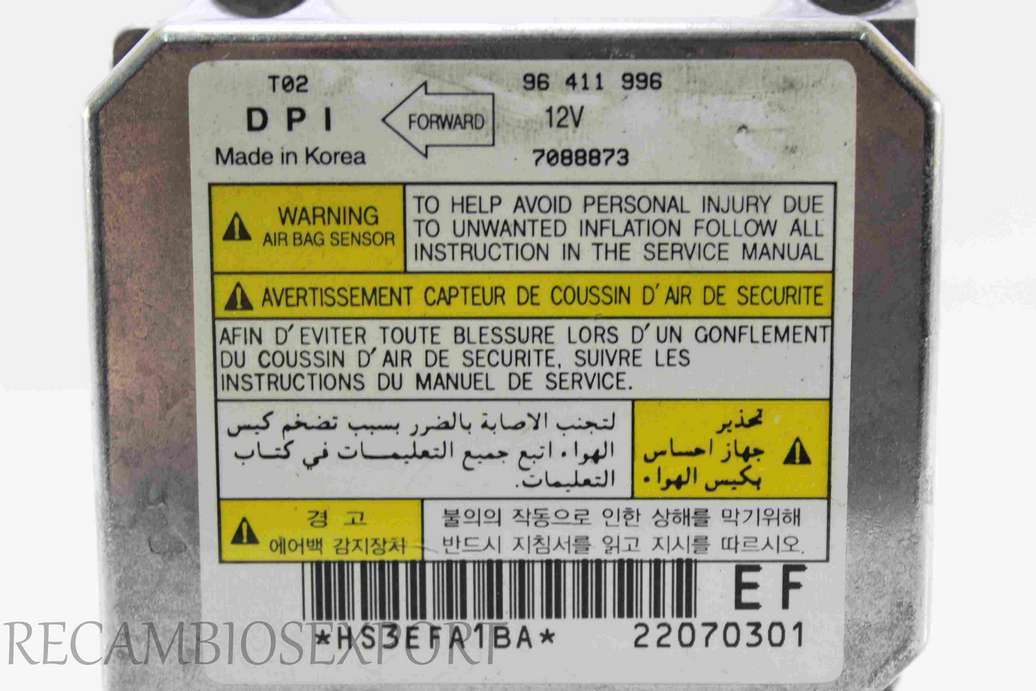 T02
96 411 996
DPI
FORWARD
12V
Made in Korea
7088873
WARNING
AIR BAG SENSOR
TO HELP AVOID PERSONAL INJURY DUE
TO UNWANTED INFLATION FOLLOW ALL
INSTRUCTION IN THE SERVICE MANUAL
AVERTISSEMENT CAPTEUR DE COUSSIN D'AIR DE SECURITE
AFIN D'EVITER TOUTE BLESSURE LORS D'UN GONFLEMENT
DU COUSSIN D'AIR DE SECURITE, SUIVRE LES
INSTRUCTIONS DU MANUEL DE SERVICE.
تحذير
جهاز احساس
بكيس الهواء
لتجنب الاصابة بالضرر بسبب تضخم كيس
الهواء اتبع جميع التعليمات في كتاب
التعليمات.
경 고
에어백 감지장차
불의의 작동으로 인한 상해를 막기위해
반드시 지침서를 읽고 지시를 따르시오.
EF
*HS3EFA1BA*
22070301
RECAMBIOSEXPORT